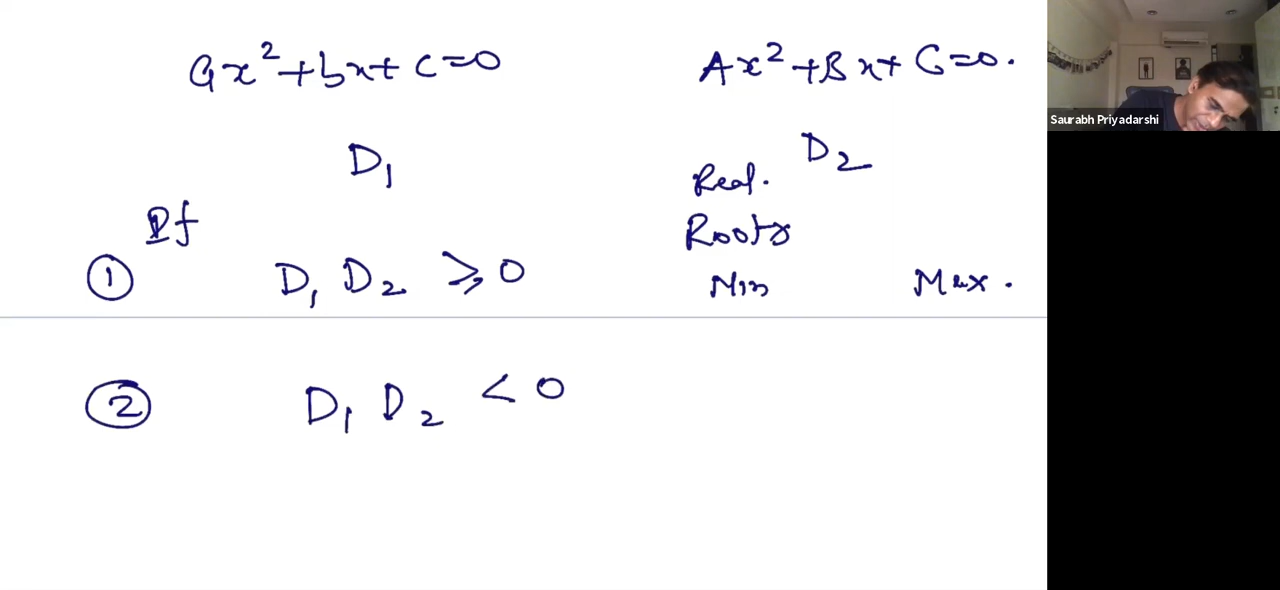 ax²+bx+c=0
Ax²+Bx+C=0.
Saurabh Priyadarshi
D₁
D₂
Real.
Roots
If
① D₁ D₂ ≥ 0
Min Max.
② D₁ D₂ < 0